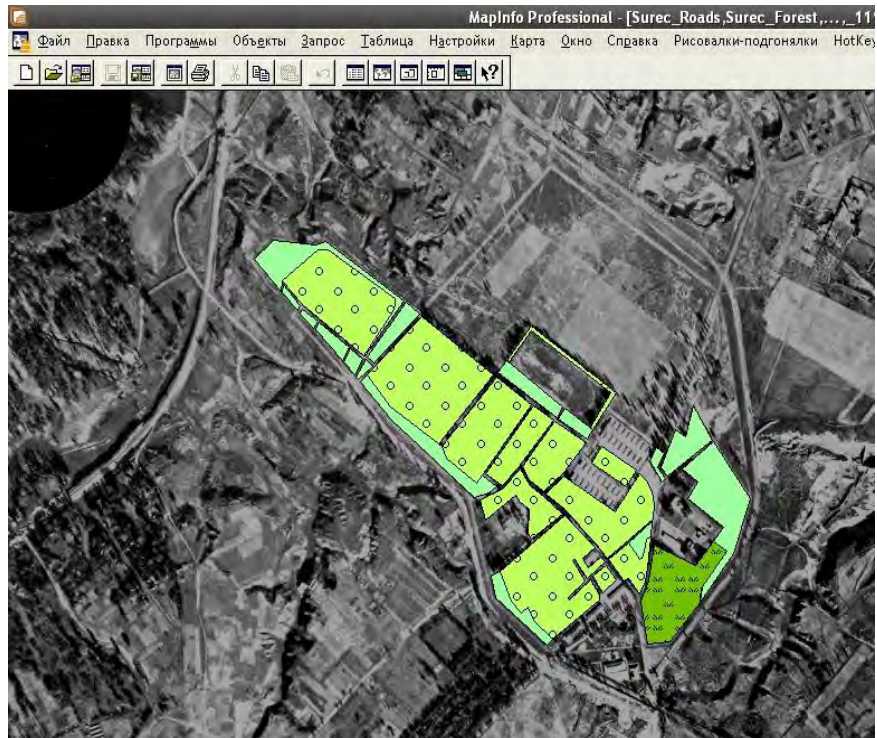 MapInfo Professional - [Surec_Roads,Surec_Forest,...,_11
Файл Правка Программы Объекты Запрос Таблица Настройки Карта Окно Справка Рисовалки-подгонялки HotKey